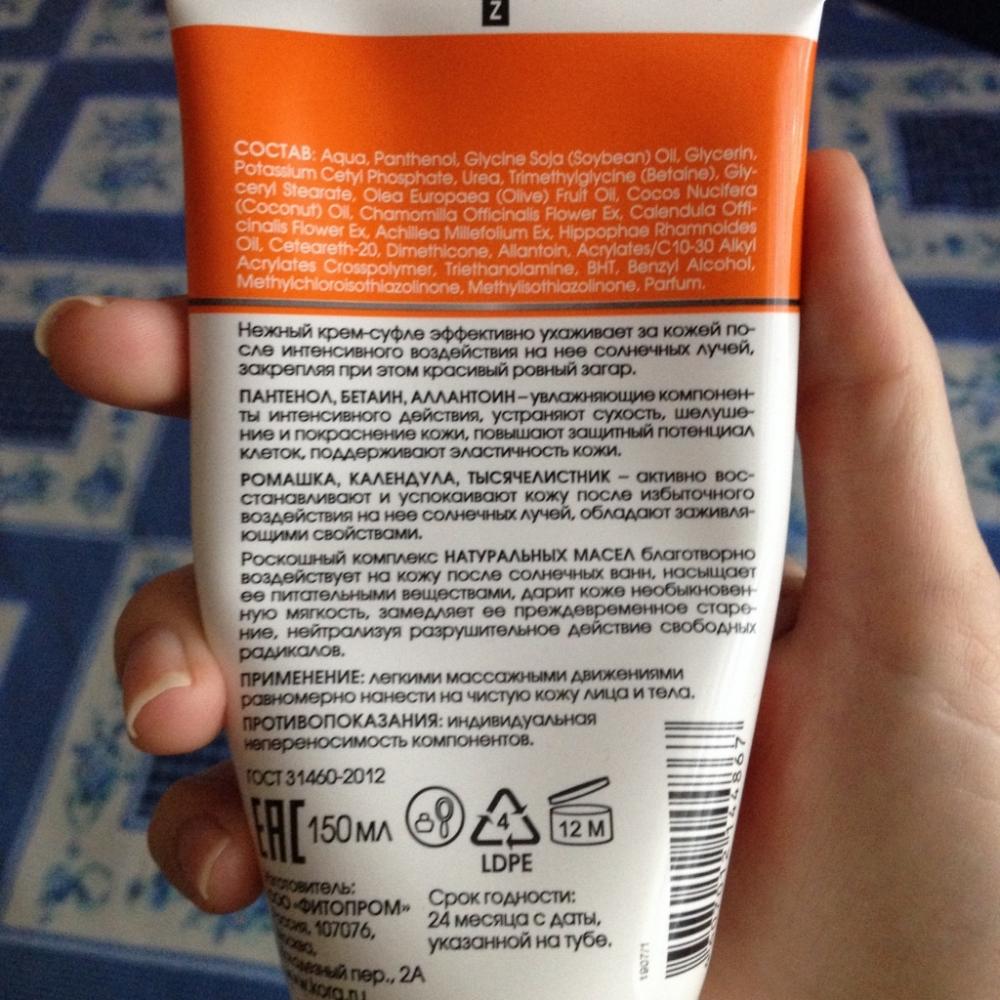 Z
СОСТАВ: Aqua, Panthenol, Glycine Soja (Soybean) Oil, Glycerin,
Potassium Cetyl Phosphate, Urea, Trimethylglycine (Betaine), Gly-
ceryl Stearate, Olea Europaea (Olive) Fruit Oil, Cocos Nucifera
(Coconut) Oil, Chamomilla Officinalis Flower Ex, Calendula Offi-
cinalis Flower Ex, Achillea Millefolium Ex, Hippophae Rhamnoides
Oil, Ceteareth-20, Dimethicone, Allantoin, Acrylates/C10-30 Alkyl
Acrylates Crosspolymer, Triethanolamine, BHT, Benzyl Alcohol,
Methylchloroisothiazolinone, Methylisothiazolinone, Parfum.
Нежный крем-суфле эффективно ухаживает за кожей по-
сле интенсивного воздействия на нее солнечных лучей,
закрепляя при этом красивый ровный загар.
ПАНТЕНОЛ, БЕТАИН, АЛЛАНТОИН – увлажняющие компонен-
ты интенсивного действия, устраняют сухость, шелуше-
ние и покраснение кожи, повышают защитный потенциал
клеток, поддерживают эластичность кожи.
РОМАШКА, КАЛЕНДУЛА, ТЫСЯЧЕЛИСТНИК – активно вос-
станавливают и успокаивают кожу после избыточного
воздействия на нее солнечных лучей, обладают заживля-
ющими свойствами.
Роскошный комплекс НАТУРАЛЬНЫХ МАСЕЛ благотворно
воздействует на кожу после солнечных ванн, насыщает
ее питательными веществами, дарит коже необыкновен-
ную мягкость, замедляет ее преждевременное старе-
ние, нейтрализуя разрушительное действие свободных
радикалов.
ПРИМЕНЕНИЕ: легкими массажными движениями
равномерно нанести на чистую кожу лица и тела.
ПРОТИВОПОКАЗАНИЯ: индивидуальная
непереносимость компонентов.
ГОСТ 31460-2012
EAC 150 МЛ
4
LDPE
12 M
ООО «ФИТОПРОМ»
107076,
пер., 2А
Срок годности:
24 месяца с даты,
указанной на тубе.
1907/1